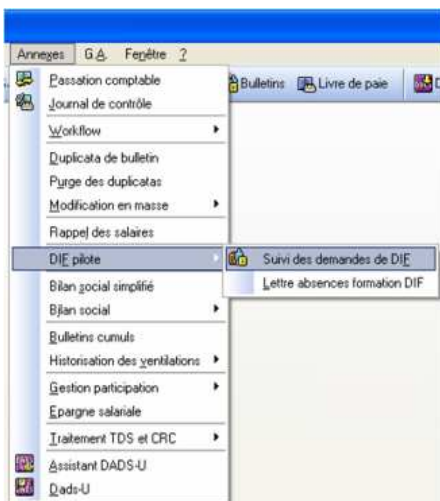 Annexes G.A. Fenêtre ?
Passation comptable
Bulletins Livre de paie
Journal de contrôle
Workflow
Duplicata de bulletin
Purge des duplicatas
Modification en masse
Rappel des salaires
DIF pilote
Suivi des demandes de DIF
Lettre absences formation DIF
Bilan social simplifié
Bilan social
Bulletins cumuls
Historisation des ventilations
Gestion participation
Epargne salariale
Traitement TDS et CRC
Assistant DADS-U
Dads-U